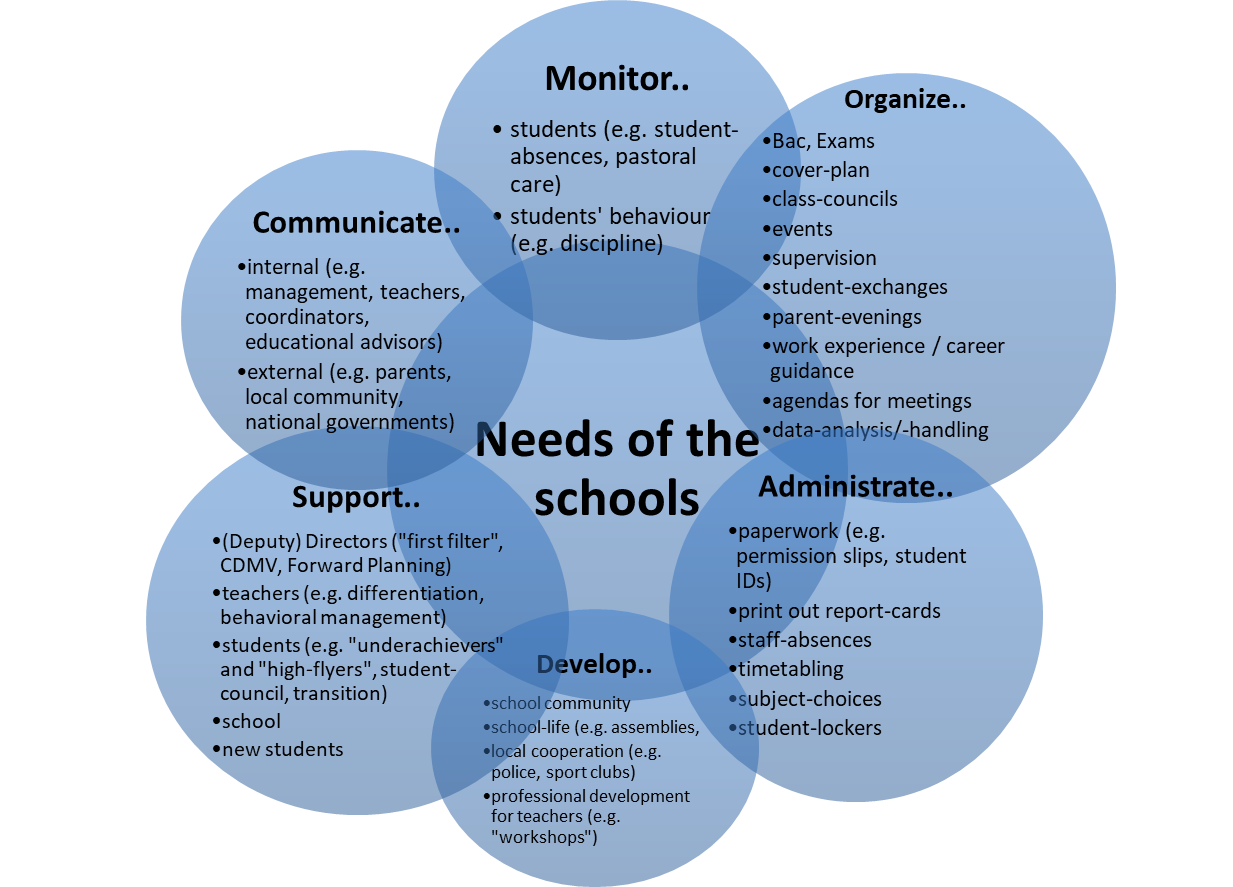 Monitor..
• students (e.g. student-
absences, pastoral
care)
• students' behaviour
(e.g. discipline)
Organize..
•Bac, Exams
•cover-plan
•class-councils
•events
•supervision
•student-exchanges
•parent-evenings
•work experience / career
guidance
•agendas for meetings
•data-analysis/-handling
Communicate..
•internal (e.g.
management, teachers,
coordinators,
educational advisors)
•external (e.g. parents,
local community,
national governments)
Needs of the
schools
Administrate..
•paperwork (e.g.
permission slips, student
IDs)
•print out report-cards
•staff-absences
•timetabling
•subject-choices
•student-lockers
Support..
•(Deputy) Directors ("first filter",
CDMV, Forward Planning)
•teachers (e.g. differentiation,
behavioral management)
•students (e.g. "underachievers"
and "high-flyers", student-
council, transition)
•school
•new students
Develop..
•school community
•school-life (e.g. assemblies,
•local cooperation (e.g.
police, sport clubs)
•professional development
for teachers (e.g.
"workshops")